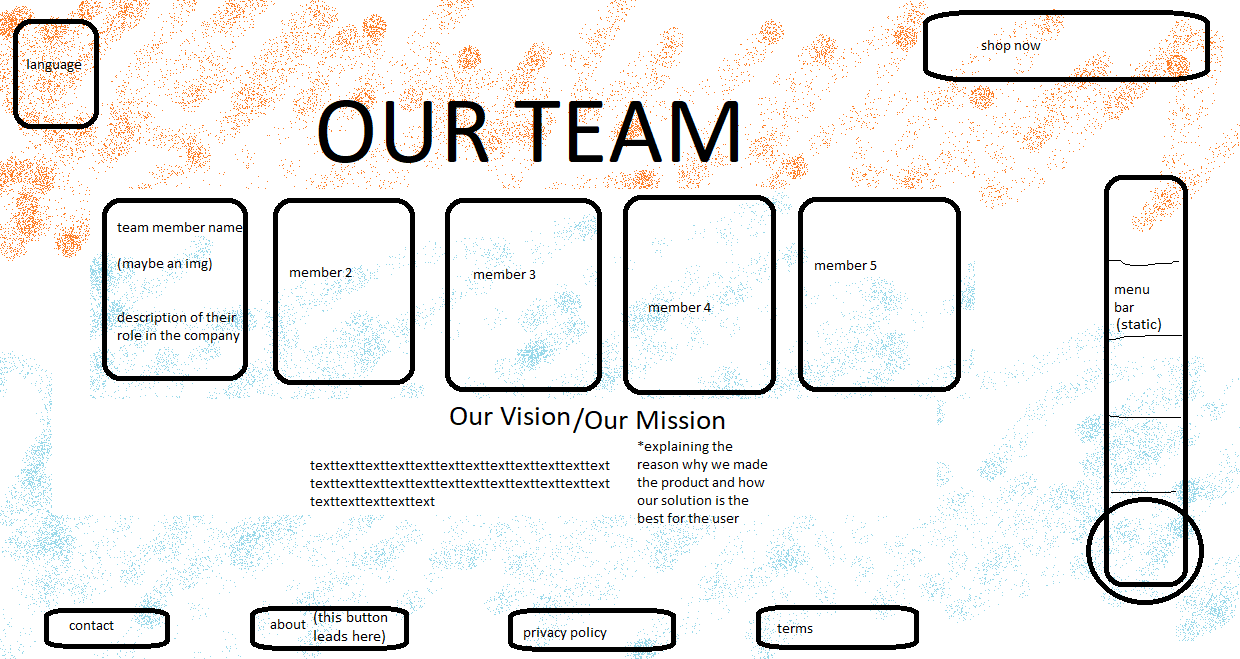 language
shop now
OUR TEAM
team member name
(maybe an img)
description of their
role in the company
member 2
member 3
member 4
member 5
menu
bar
(static)
Our Vision/Our Mission
texttexttexttexttexttexttexttexttexttexttexttexttext
texttexttexttexttexttexttexttexttexttexttexttexttext
texttexttexttexttext
*explaining the
reason why we made
the product and how
our solution is the
best for the user
contact
about
(this button
leads here)
privacy policy
terms